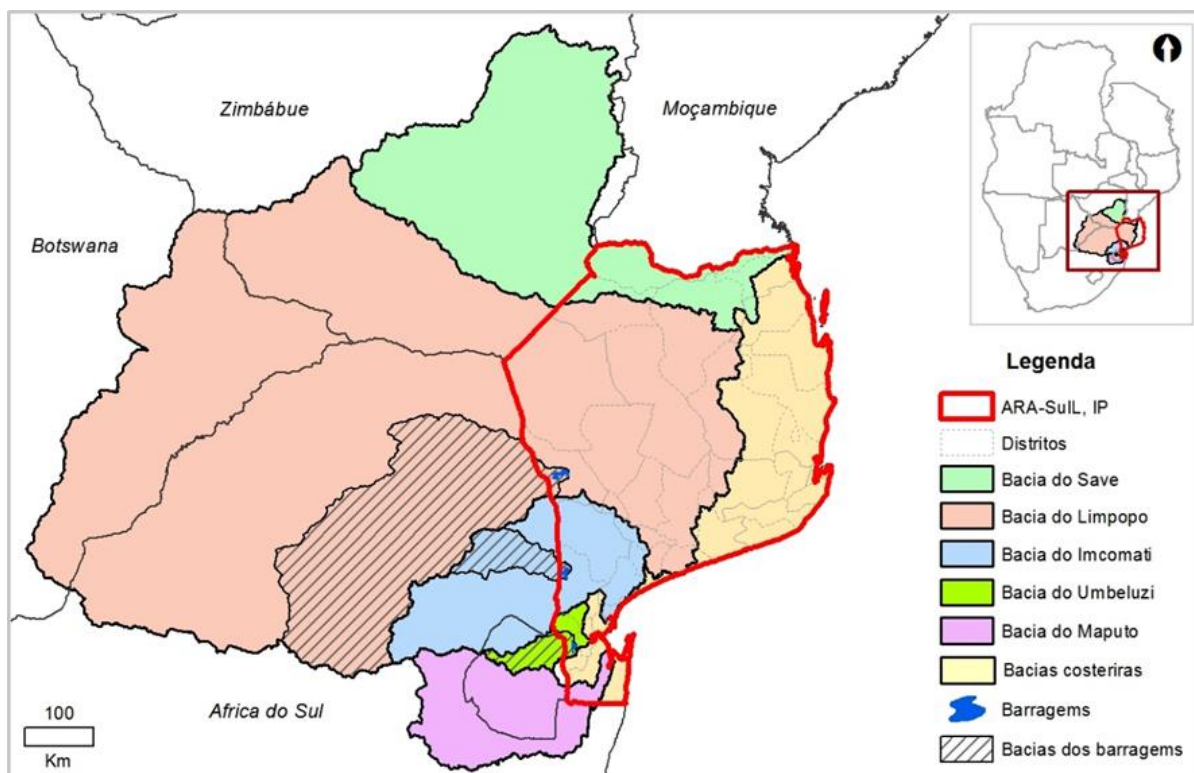 Zimbábue
Moçambique
Botswana
Africa do Sul
100
Km
Legenda
ARA-SulL, IP
Distritos
Bacia do Save
Bacia do Limpopo
Bacia do Imcomati
Bacia do Umbeluzi
Bacia do Maputo
Bacias costeriras
Barragems
Bacias dos barragems